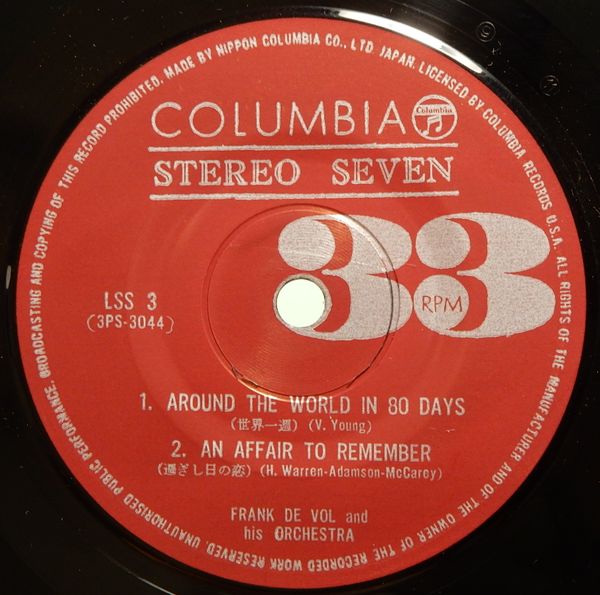 BROADCASTING AND COPYING OF THIS RECORD PROHIBITED. MADE BY NIPPON COLUMBIA CO., LTD JAPAN. LICENSED BY COLUMBIA RECORDS U.S.A. ALL RIGHTS OF THE MANUFACTURER AND OF THE OWNER OF THE RECORDED WORK RESERVED UNAUTHORISED PUBLIC PERFORMANCE.
COLUMBIA Columbia
STEREO SEVEN
33 RPM
LSS 3
(3PS-3044)
1. AROUND THE WORLD IN 80 DAYS
(世界一週) (V. Young)
2. AN AFFAIR TO REMEMBER
(過ぎし日の恋) (H. Warren-Adamson-McCarey)
FRANK DE VOL and
his ORCHESTRA